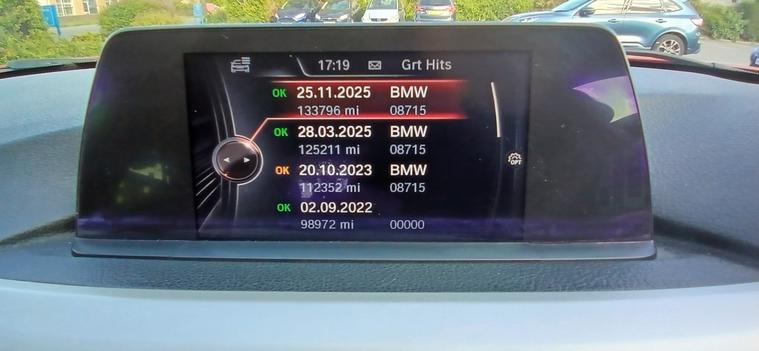 17:19 Grt Hits
OK 25.11.2025 BMW
133796 mi 08715
OK 28.03.2025 BMW
125211 mi 08715
OK 20.10.2023 BMW
112352 mi 08715
OK 02.09.2022
98972 mi 00000
OPT